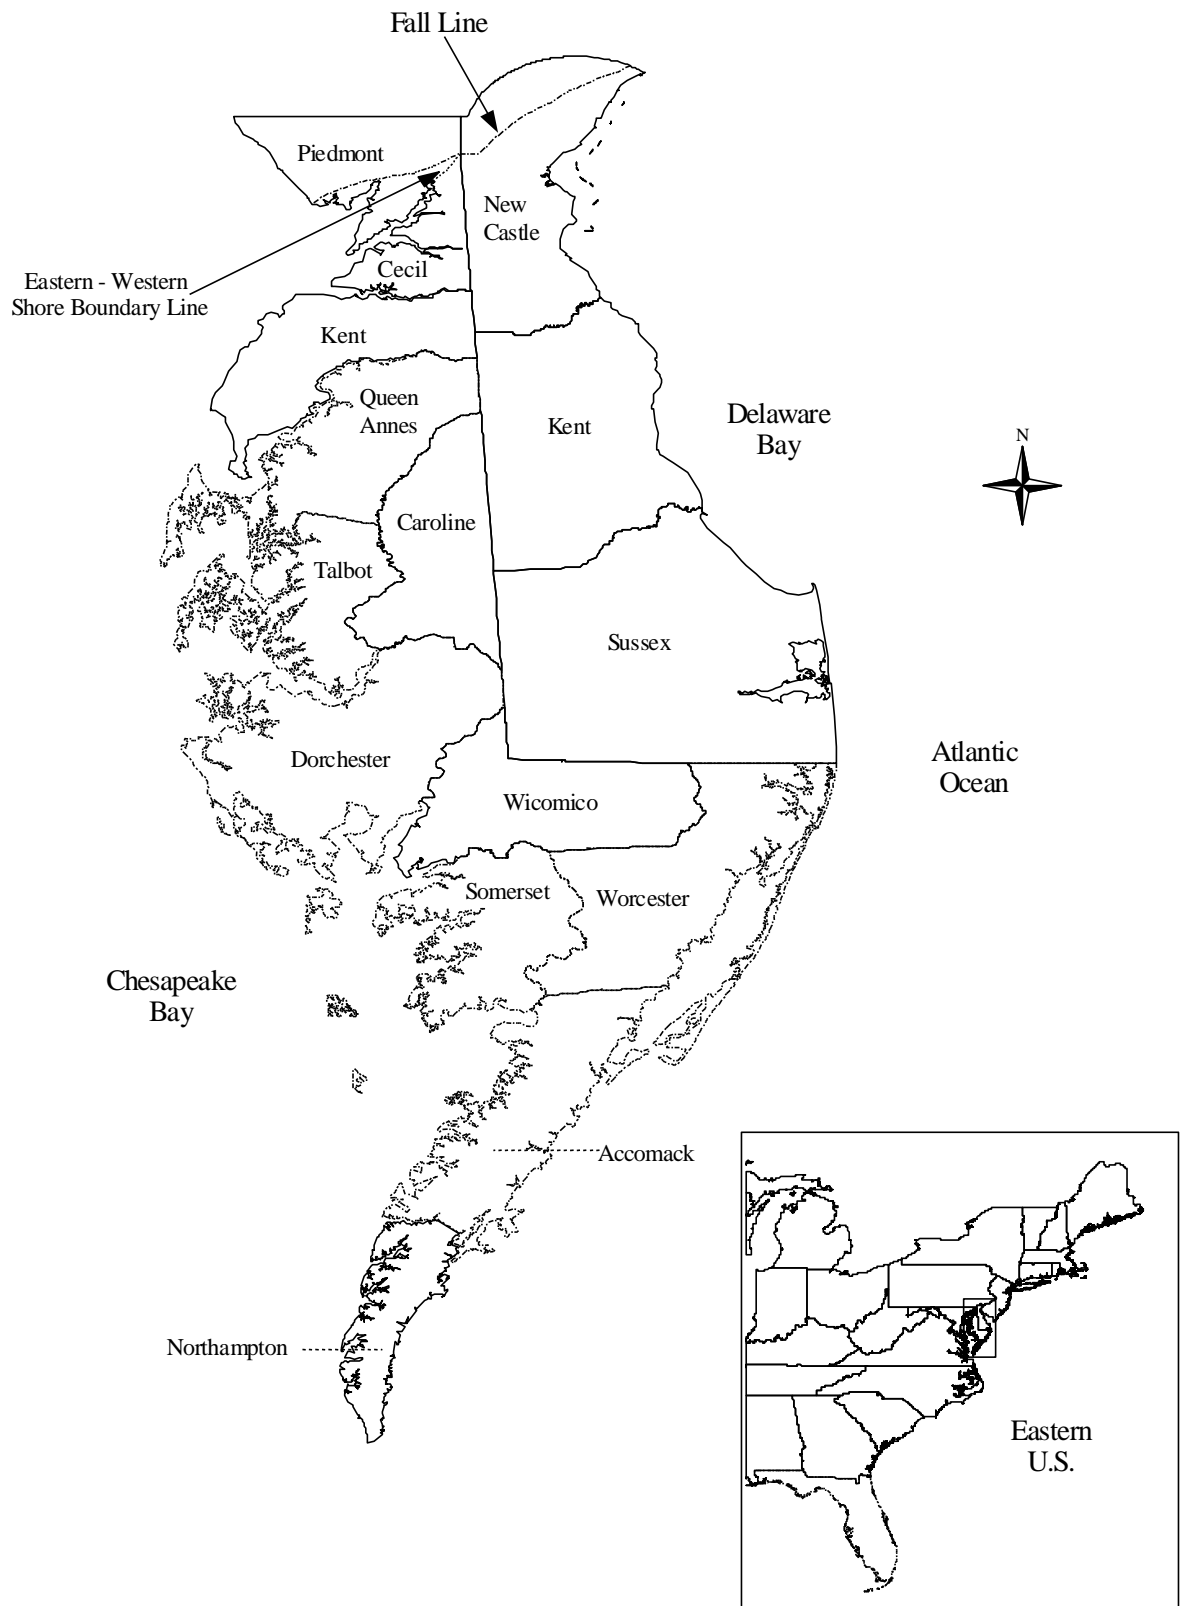 Fall Line
Piedmont
New
Castle
Eastern - Western
Shore Boundary Line
Cecil
Kent
Queen
Annes
Kent
Delaware
Bay
N
Caroline
Talbot
Sussex
Dorchester
Atlantic
Ocean
Wicomico
Somerset
Worcester
Chesapeake
Bay
Accomack
Northampton
Eastern
U.S.